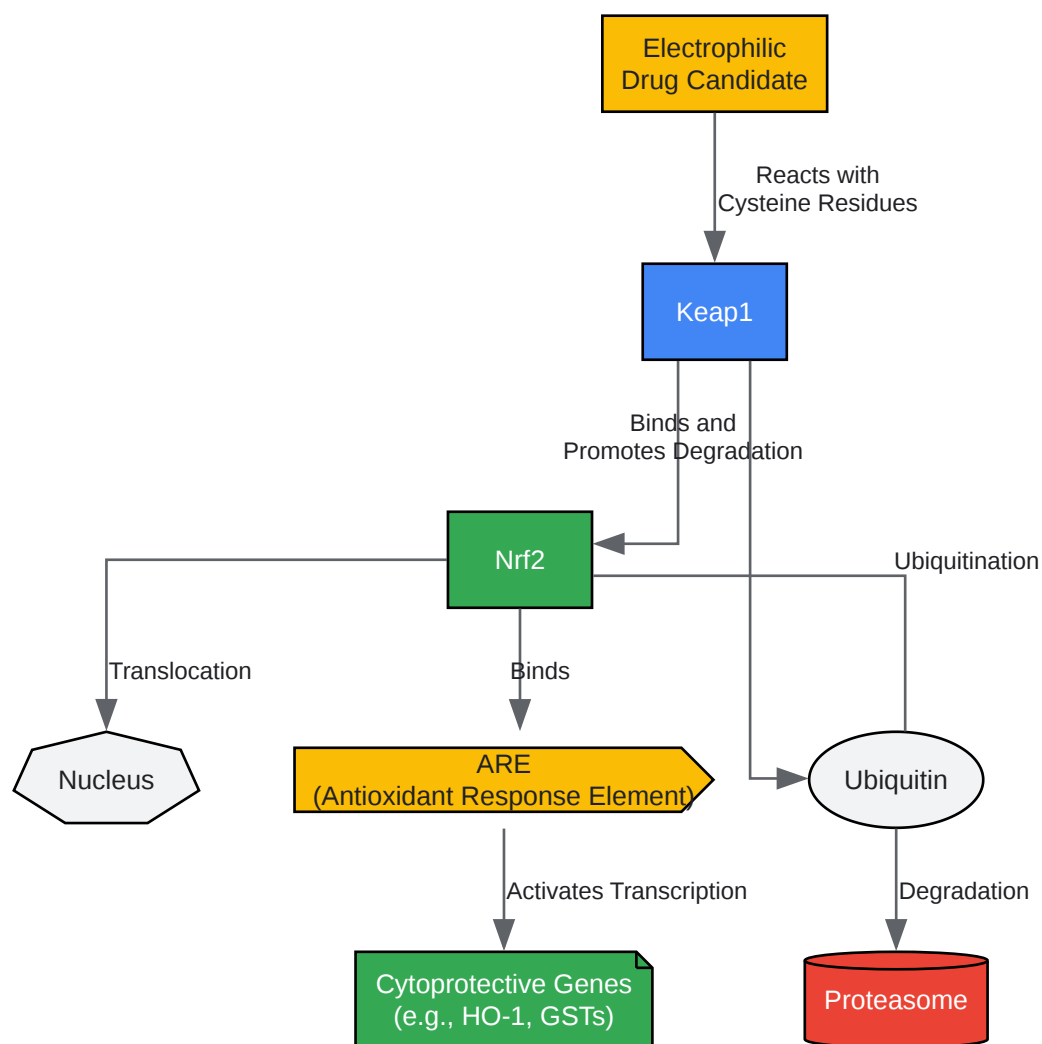 Electrophilic
Drug Candidate
Reacts with
Cysteine Residues
Keap1
Binds and
Promotes Degradation
Nrf2
Ubiquitination
Translocation
Binds
Nucleus
ARE
(Antioxidant Response Element)
Ubiquitin
Activates Transcription
Degradation
Cytoprotective Genes
(e.g., HO-1, GSTs)
Proteasome